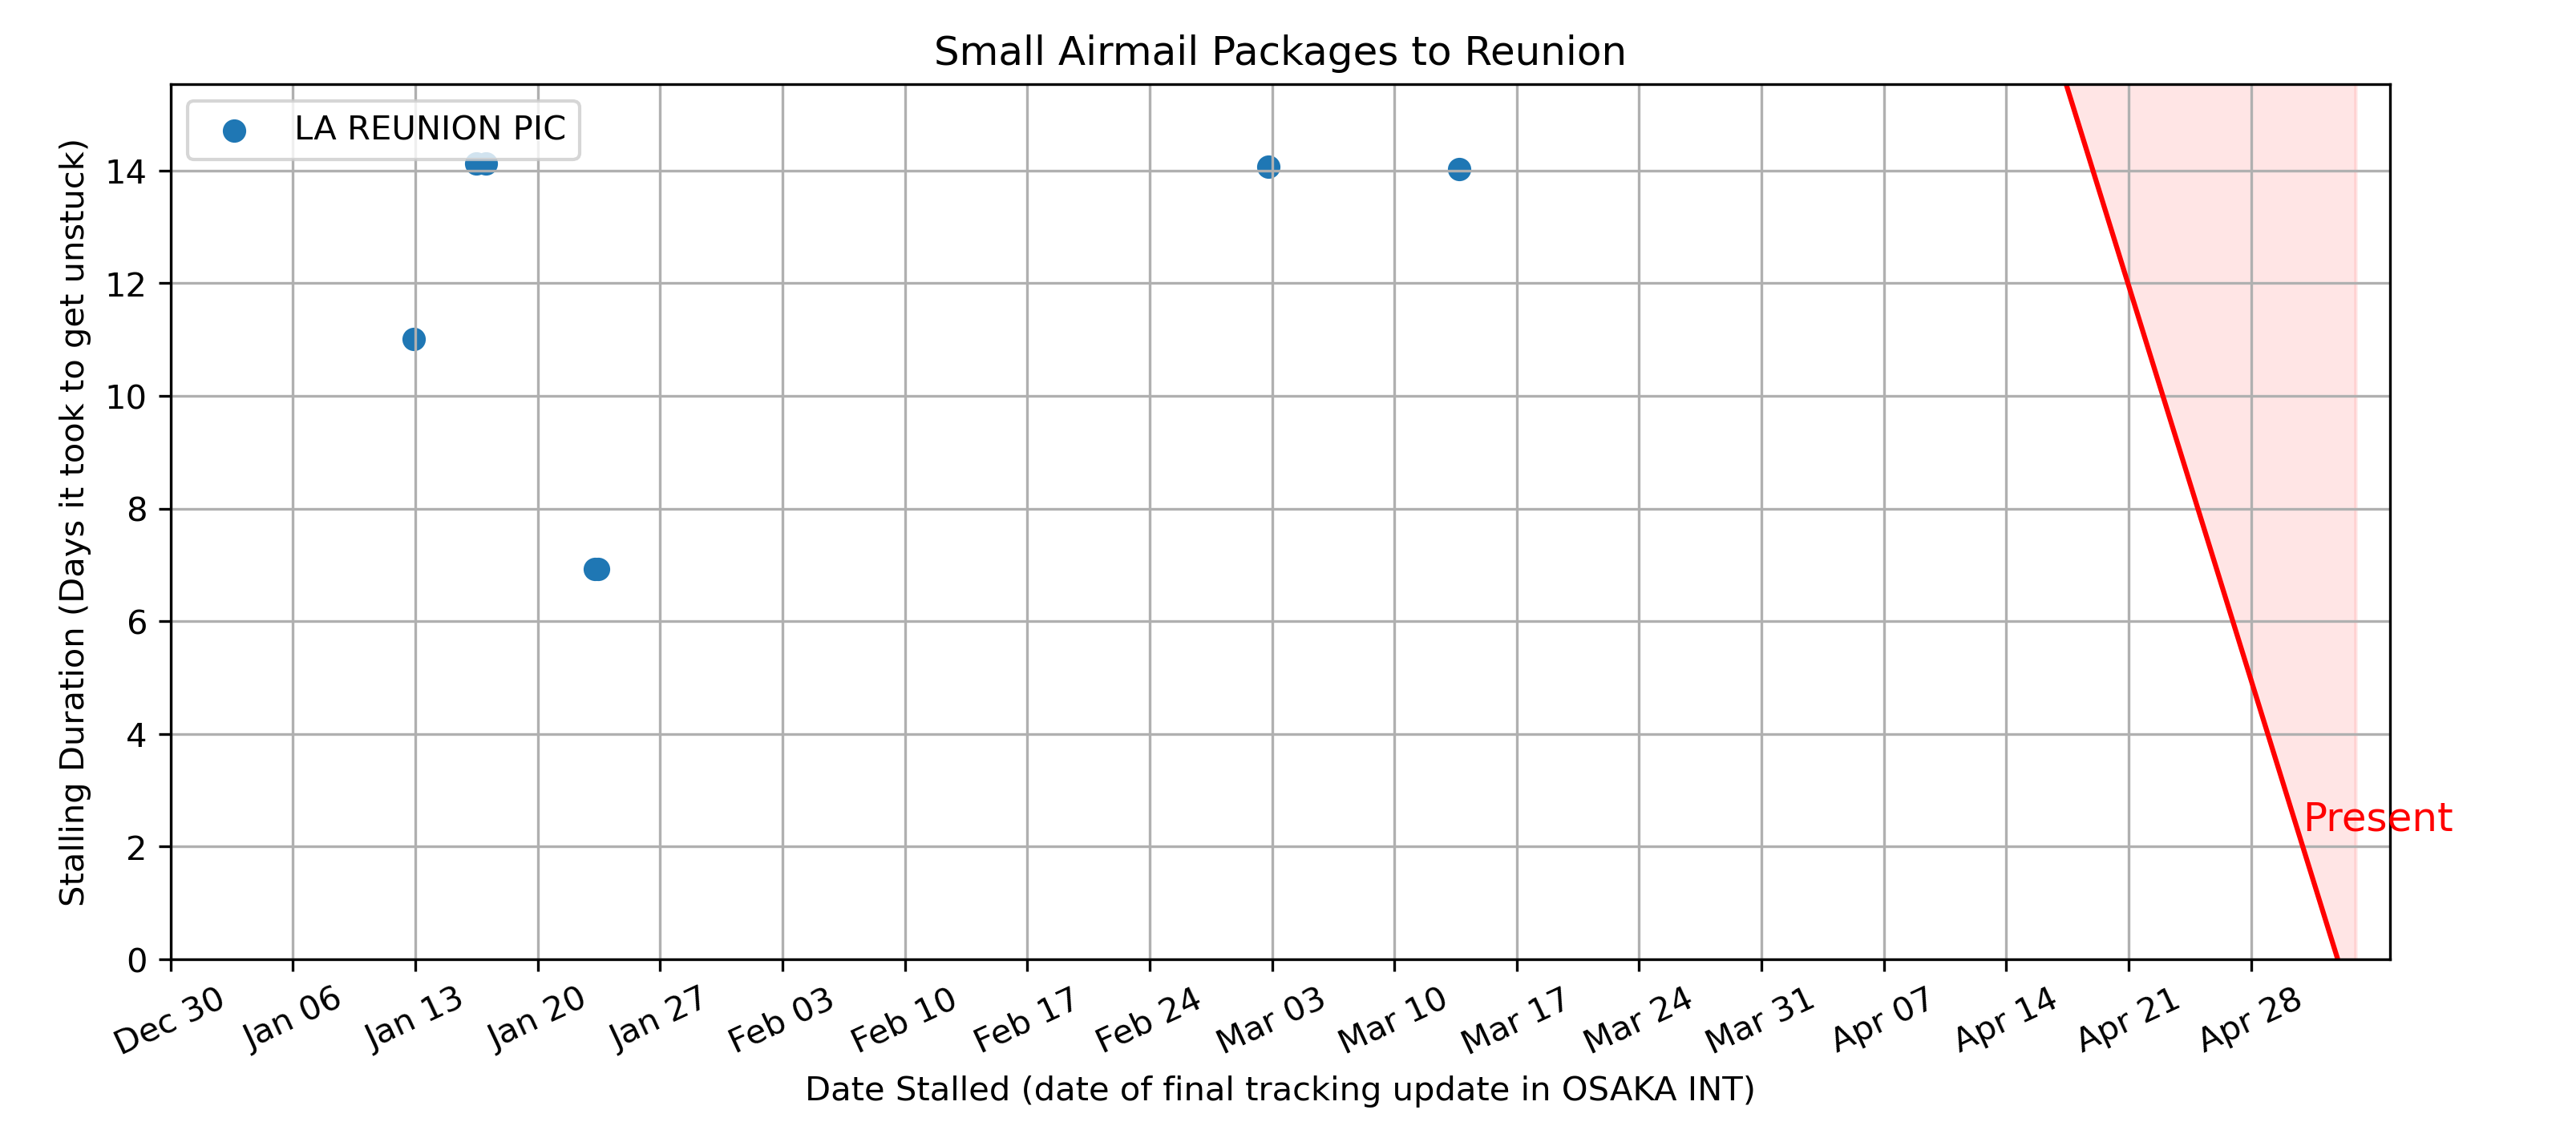 Small Airmail Packages to Reunion
LA REUNION PIC
Stalling Duration (Days it took to get unstuck)
14
12
10
8
6
4
2
0
Present
Dec 30
Jan 06
Jan 13
Jan 20
Jan 27
Feb 03
Feb 10
Feb 17
Feb 24
Mar 03
Mar 10
Mar 17
Mar 24
Mar 31
Apr 07
Apr 14
Apr 21
Apr 28
Date Stalled (date of final tracking update in OSAKA INT)